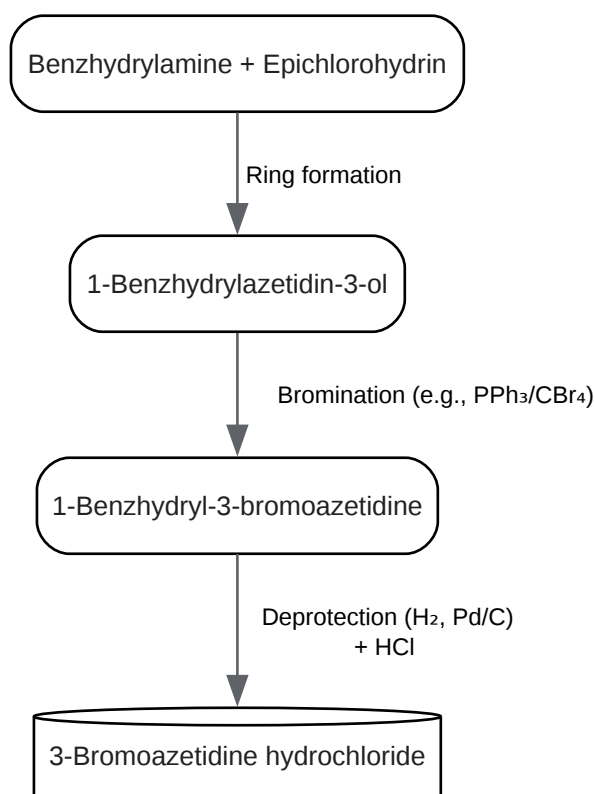 Benzhydrylamine + Epichlorohydrin
Ring formation
1-Benzhydrylazetidin-3-ol
Bromination (e.g., PPh₃/CBr₄)
1-Benzhydryl-3-bromoazetidine
Deprotection (H₂, Pd/C)
+ HCl
3-Bromoazetidine hydrochloride